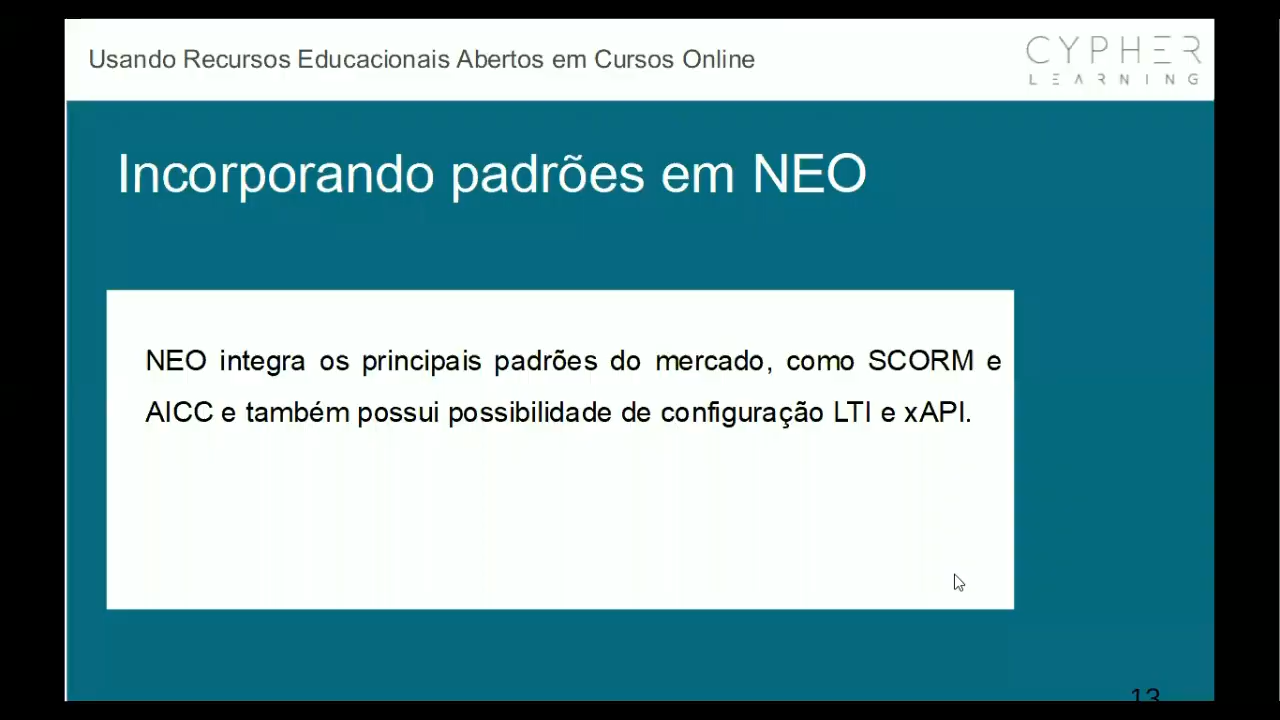 Usando Recursos Educacionais Abertos em Cursos Online
CYPHER
LEARNING
Incorporando padrões em NEO
NEO integra os principais padrões do mercado, como SCORM e
AICC e também possui possibilidade de configuração LTI e xAPI.
13